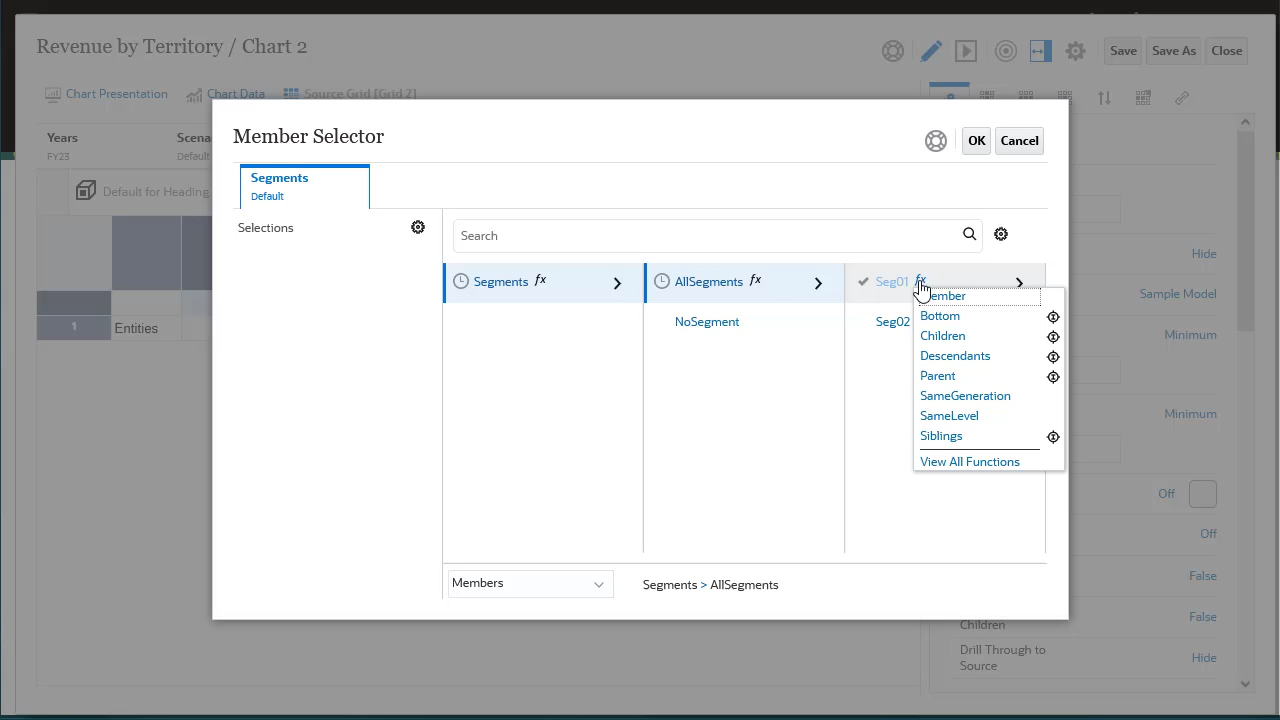 Revenue by Territory / Chart 2
Save
Save As
Close
Chart Presentation
Chart Data
Source Grid [Grid 2]
Years
FY23
Scena
Default
Default for Heading
1
Entities
Hide
Sample Model
Minimum
Minimum
Off
Off
False
False
Children
Drill Through to
Source
Hide
Member Selector
OK
Cancel
Segments
Default
Selections
Search
Segments fx
AllSegments fx
Seg01 fx
NoSegment
Seg02
ember
Bottom
Children
Descendants
Parent
SameGeneration
SameLevel
Siblings
View All Functions
Members
Segments > AllSegments